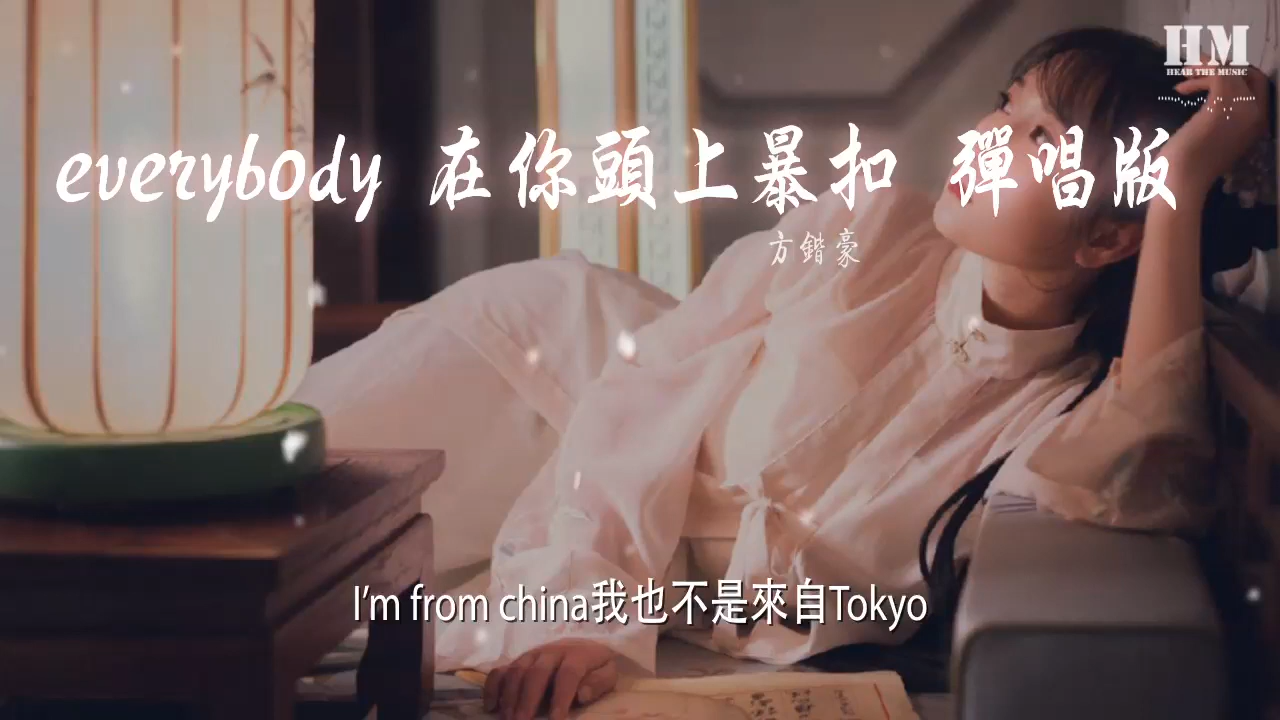 HM
HEAR THE MUSIC
everybody 在你頭上暴扣 彈唱版
方鍇豪
I'm from china我也不是來自Tokyo